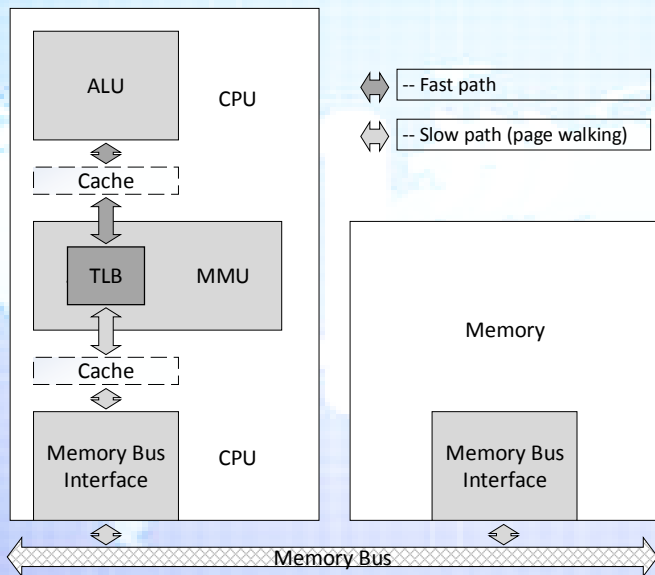 ALU
CPU
Cache
TLB
MMU
Cache
Memory Bus
Interface
CPU
-- Fast path
-- Slow path (page walking)
Memory
Memory Bus
Interface
Memory Bus